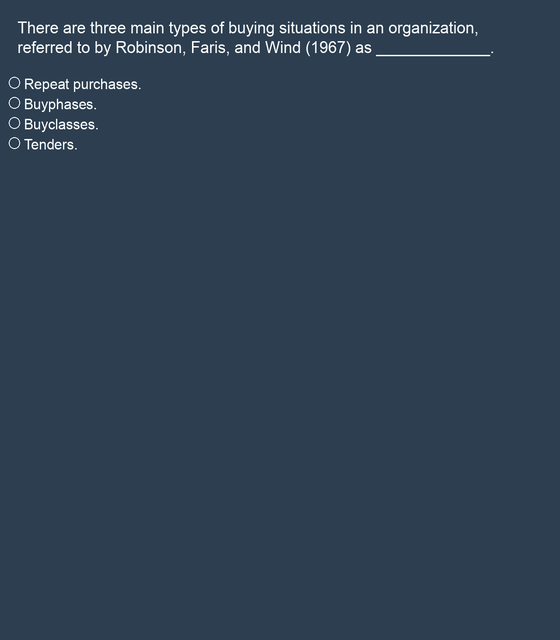 There are three main types of buying situations in an organization,
referred to by Robinson, Faris, and Wind (1967) as ______________.
Repeat purchases.
Buyphases.
Buyclasses.
Tenders.